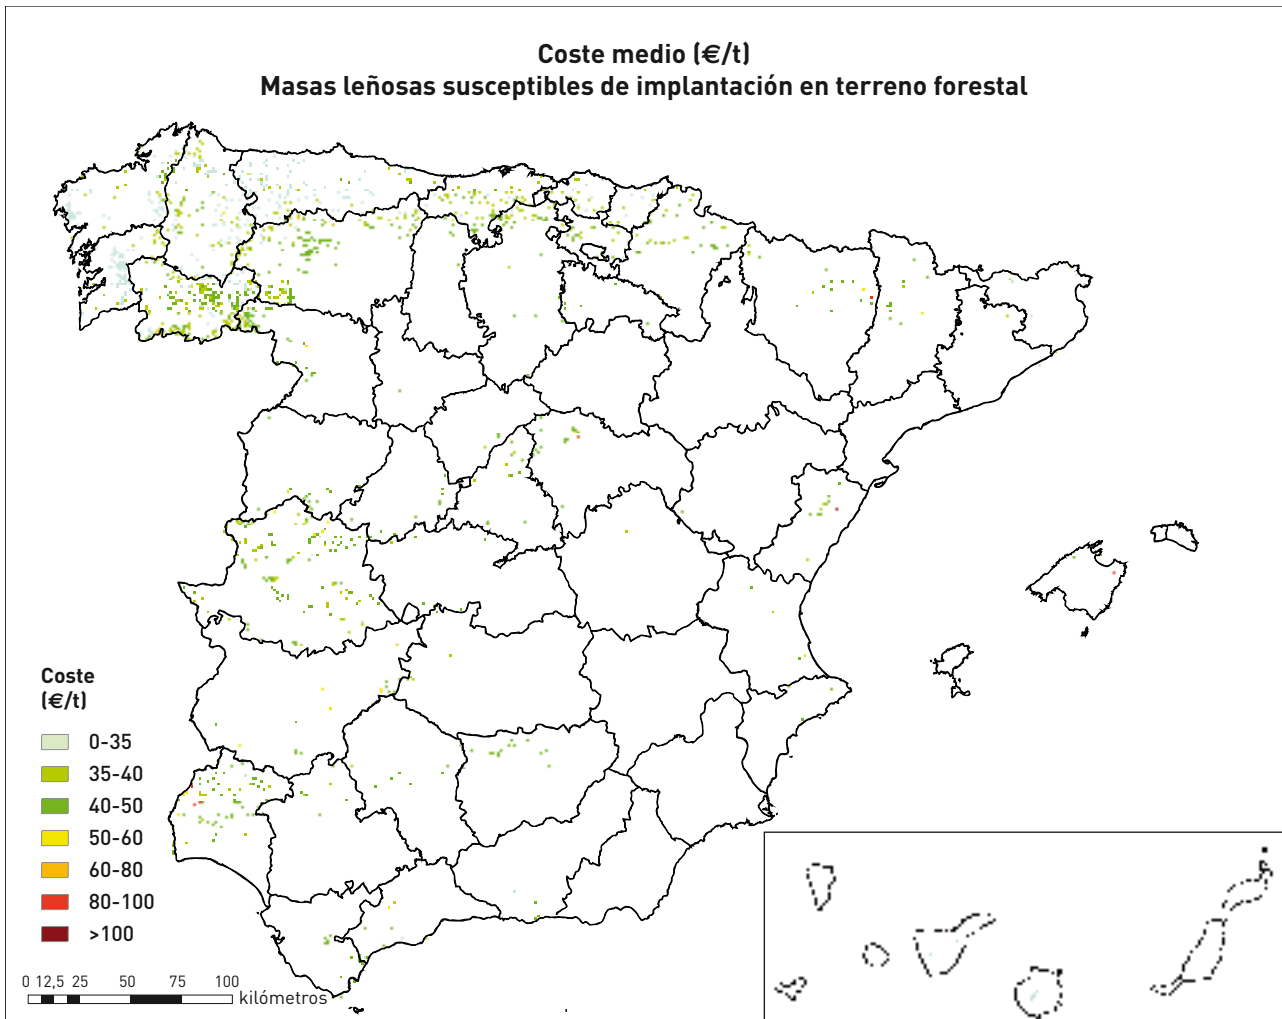 Coste medio (€/t)
Masas leñosas susceptibles de implantación en terreno forestal
Coste
(€/t)
0-35
35-40
40-50
50-60
60-80
80-100
>100
0 12,5 25 50 75 100
kilómetros